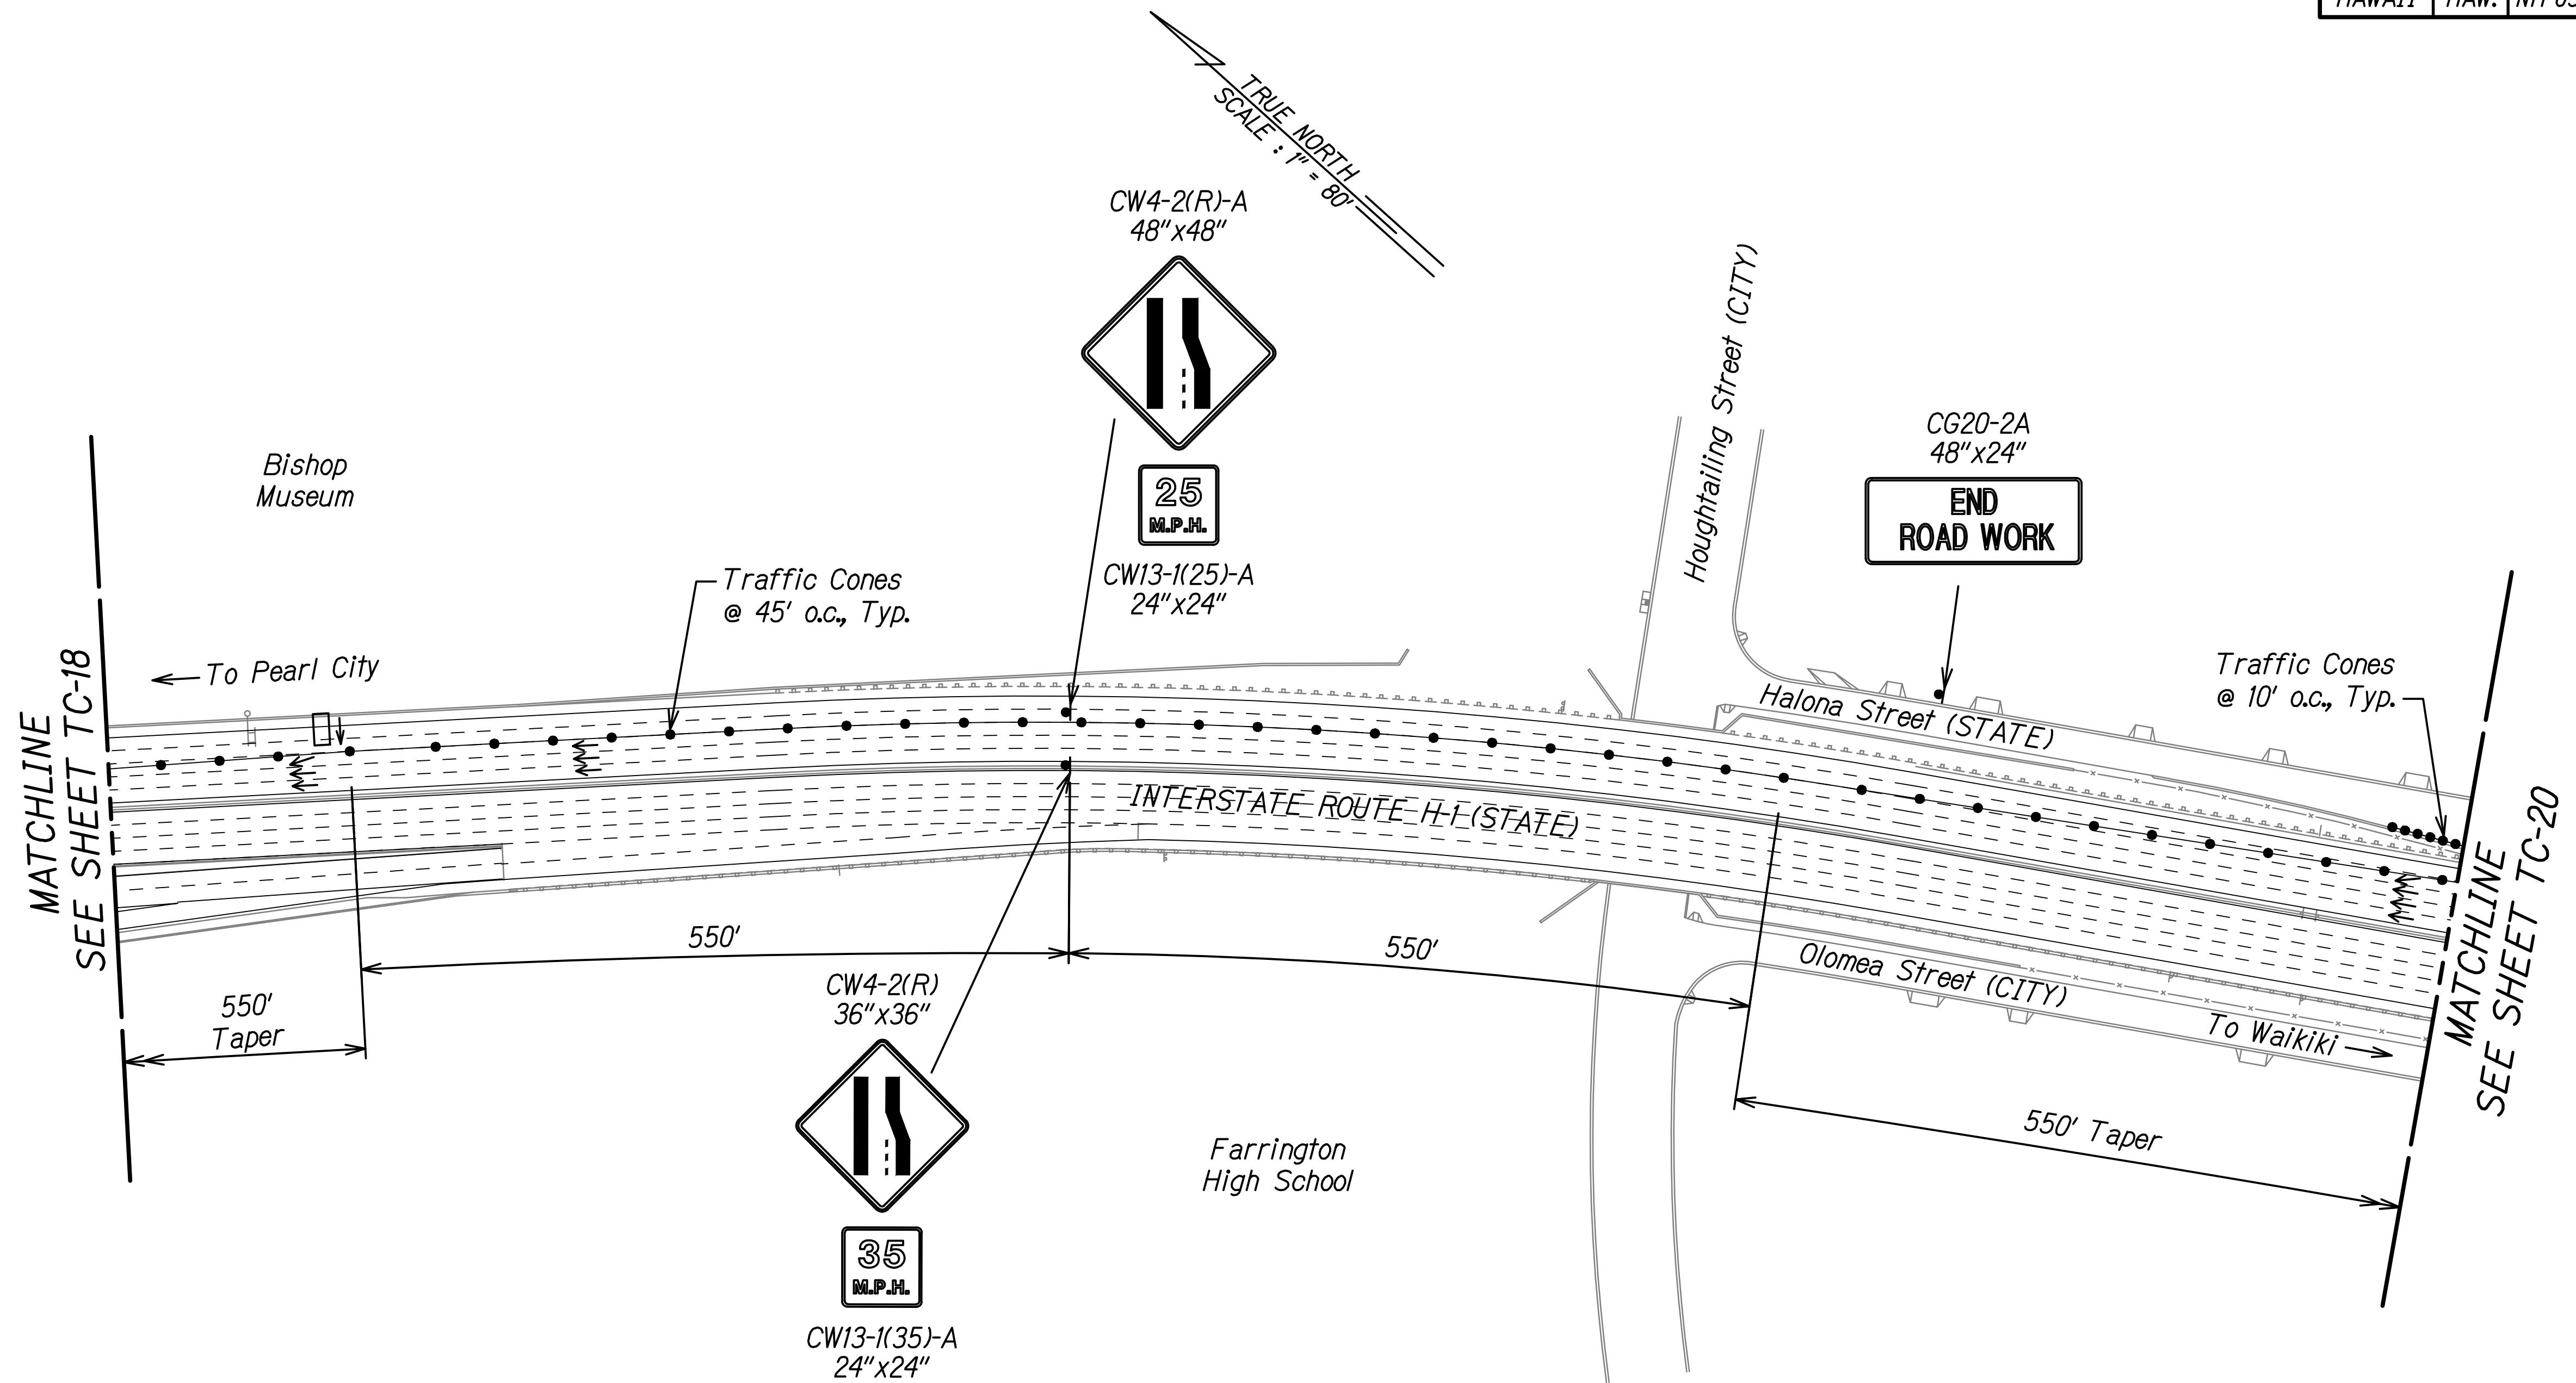 HAWAII HAW.
TRUE NORTH
SCALE : 1" = 80'
CW4-2(R)-A
48"x48"
25
M.P.H.
CW13-1(25)-A
24"x24"
Houghtailing Street (CITY)
CG20-2A
48"x24"
END
ROAD WORK
Bishop
Museum
Traffic Cones
@ 45' o.c., Typ.
To Pearl City
MATCHLINE
SEE SHEET TC-18
Halona Street (STATE)
Traffic Cones
@ 10' o.c., Typ.
INTERSTATE ROUTE H-1 (STATE)
MATCHLINE
SEE SHEET TC-20
550'
550'
Olomea Street (CITY)
To Waikiki
550'
Taper
CW4-2(R)
36"x36"
550' Taper
Farrington
High School
35
M.P.H.
CW13-1(35)-A
24"x24"